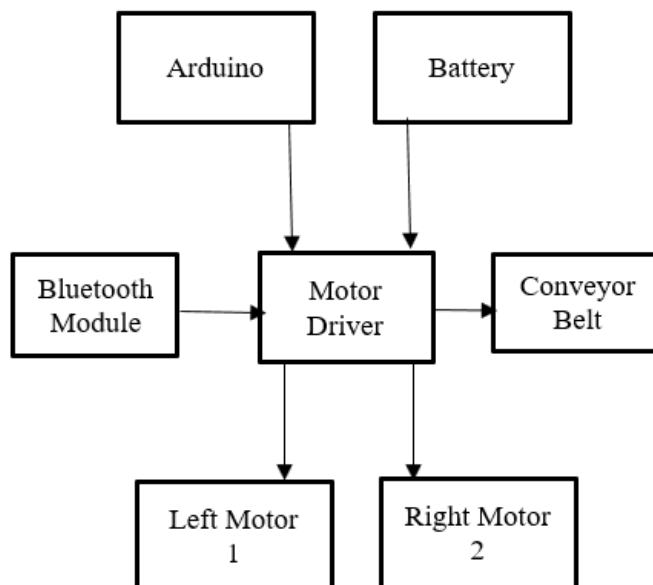 Arduino
Battery
Bluetooth
Module
Motor
Driver
Conveyor
Belt
Left Motor
1
Right Motor
2